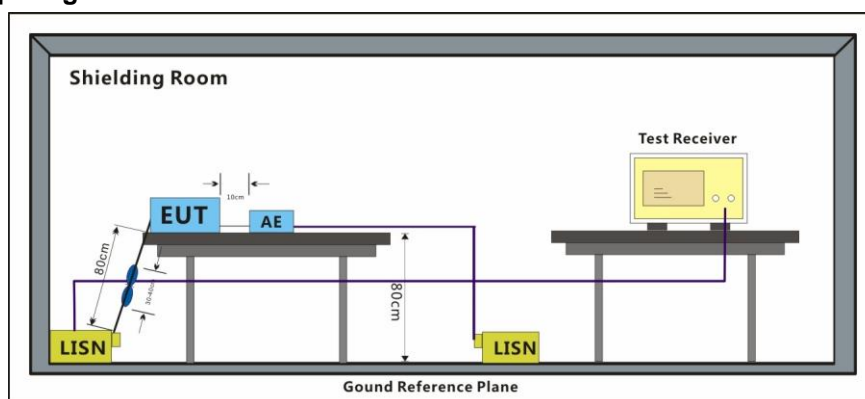 Shielding Room
Test Receiver
10cm
EUT
AE
80cm
30-40cm
80cm
LISN
LISN
Gound Reference Plane